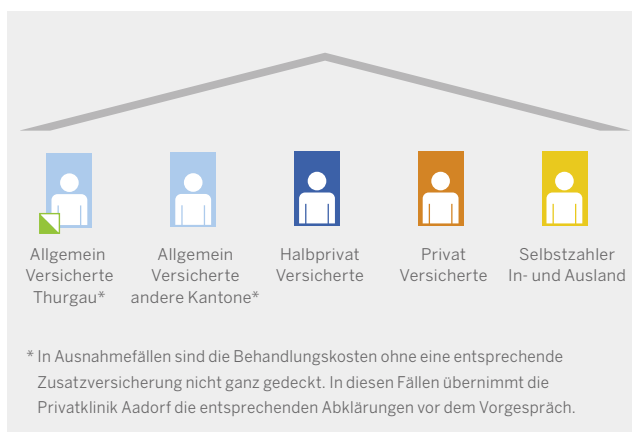 Allgemein
Versicherte
Thurgau*
Allgemein
Versicherte
andere Kantone*
Halbprivat
Versicherte
Privat
Versicherte
Selbstzahler
In- und Ausland
* In Ausnahmefällen sind die Behandlungskosten ohne eine entsprechende
Zusatzversicherung nicht ganz gedeckt. In diesen Fällen übernimmt die
Privatklinik Aadorf die entsprechenden Abklärungen vor dem Vorgespräch.